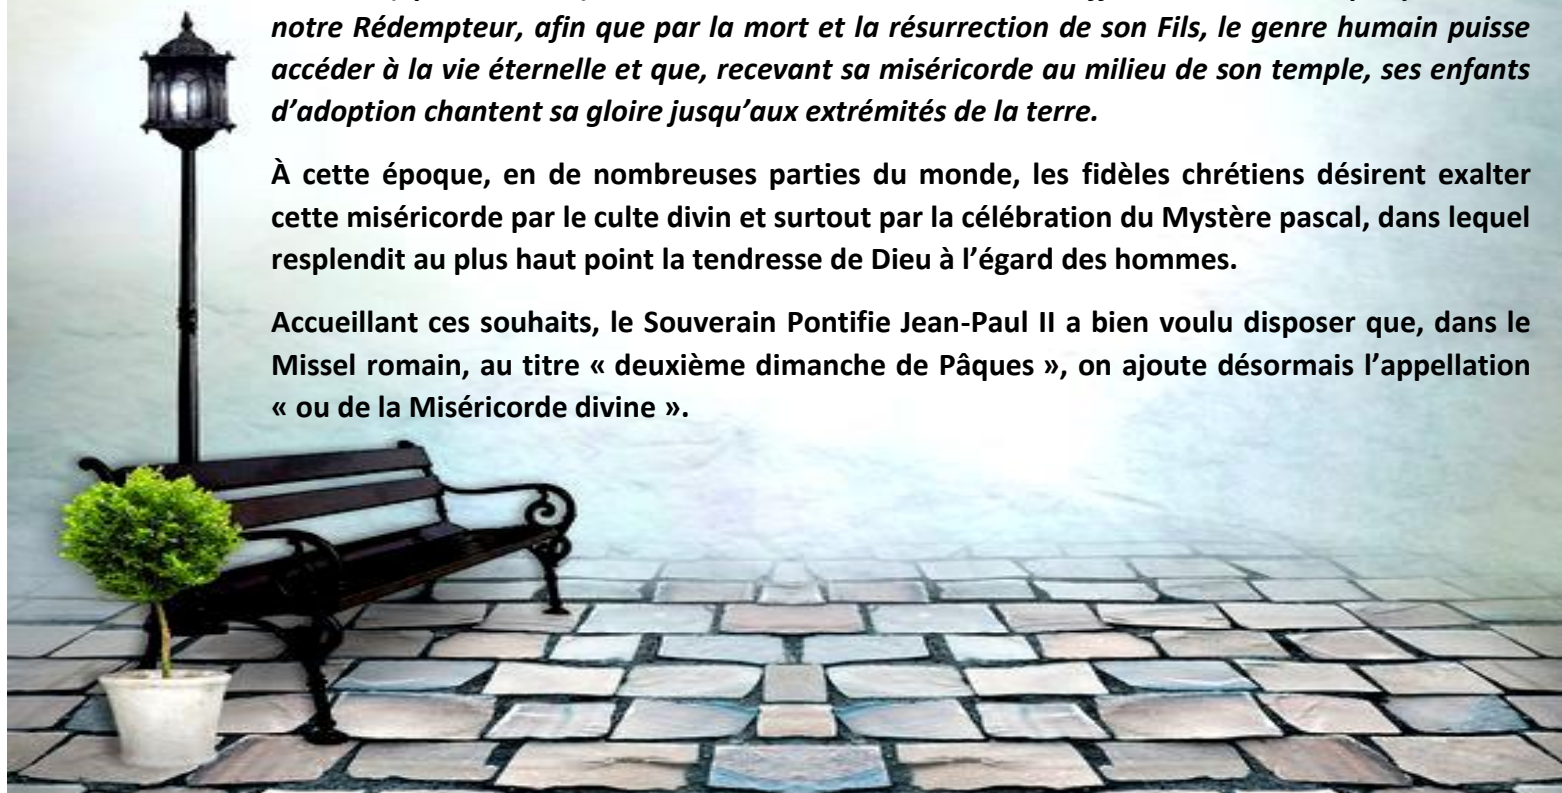 notre Rédempteur, afin que par la mort et la résurrection de son Fils, le genre humain puisse
accéder à la vie éternelle et que, recevant sa miséricorde au milieu de son temple, ses enfants
d’adoption chantent sa gloire jusqu’aux extrémités de la terre.
À cette époque, en de nombreuses parties du monde, les fidèles chrétiens désirent exalter
cette miséricorde par le culte divin et surtout par la célébration du Mystère pascal, dans lequel
resplendit au plus haut point la tendresse de Dieu à l’égard des hommes.
Accueillant ces souhaits, le Souverain Pontifie Jean-Paul II a bien voulu disposer que, dans le
Missel romain, au titre « deuxième dimanche de Pâques », on ajoute désormais l’appellation
« ou de la Miséricorde divine ».